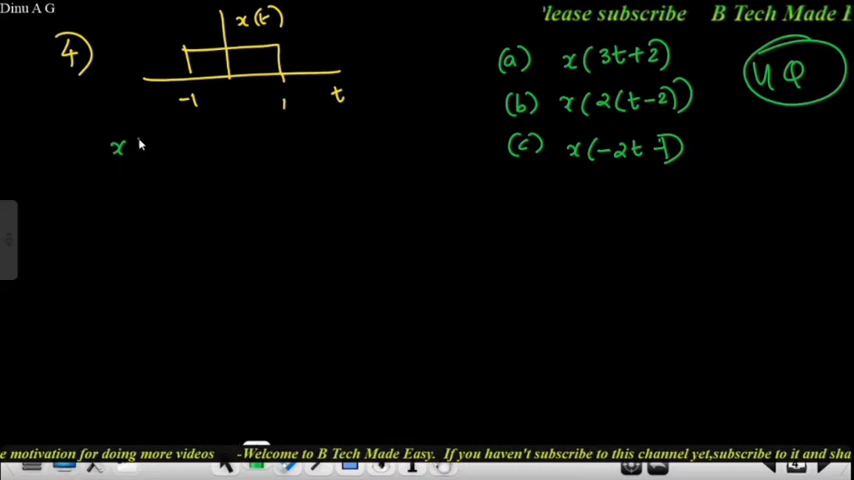 Dinu A G
lease subscribe B Tech Made E
4) x(t)
-1 1 t
(a) x(3t+2)
(b) x(2(t-2))
(c) x(-2t-1)
UQ
x
e motivation for doing more videos -Welcome to B Tech Made Easy. If you haven't subscribe to this channel yet,subscribe to it and sha